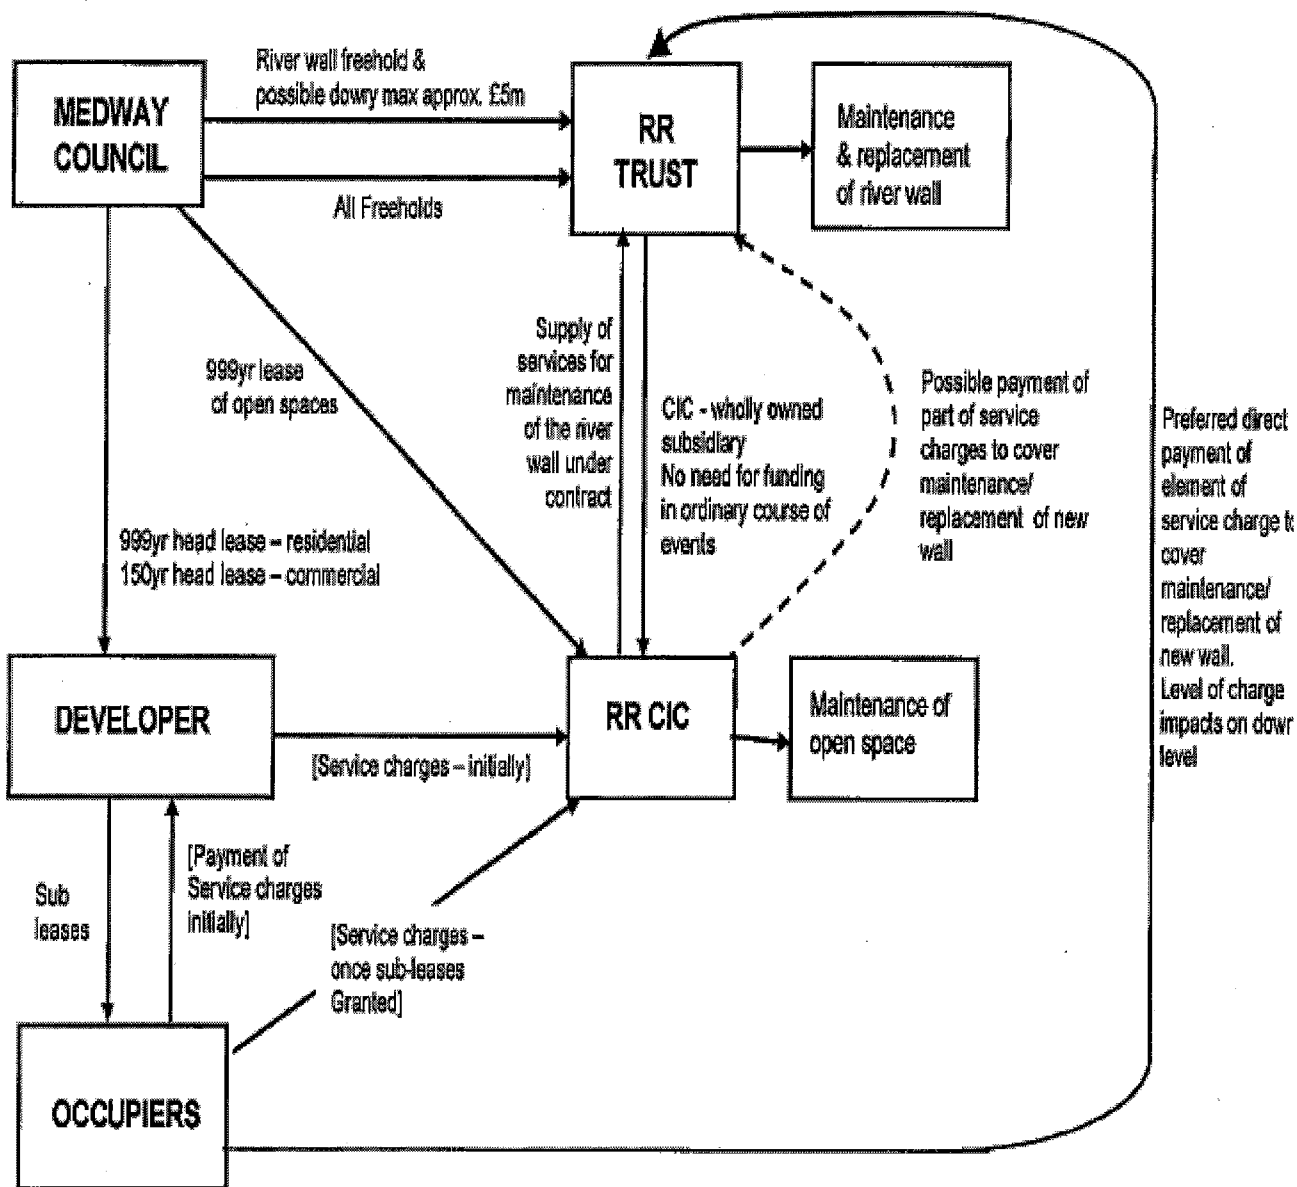 River wall freehold &
possible dowry max approx. £5m
MEDWAY
COUNCIL
RR
TRUST
Maintenance
& replacement
of river wall
All Freeholds
999yr lease
of open spaces
Supply of
services for
maintenance
of the river
wall under
contract
CIC - wholly owned
subsidiary
No need for funding
in ordinary course of
events
Possible payment of
part of service
charges to cover
maintenance/
replacement of new
wall
Preferred direct
payment of
element of
service charge
cover
maintenance/
replacement of
new wall.
Level of charge
impacts on
level
999yr head lease – residential
150yr head lease – commercial
DEVELOPER
RR CIC
Maintenance of
open space
[Service charges – initially]
Sub
leases
[Payment of
Service charges
initially]
[Service charges –
once sub-leases
Granted]
OCCUPIERS